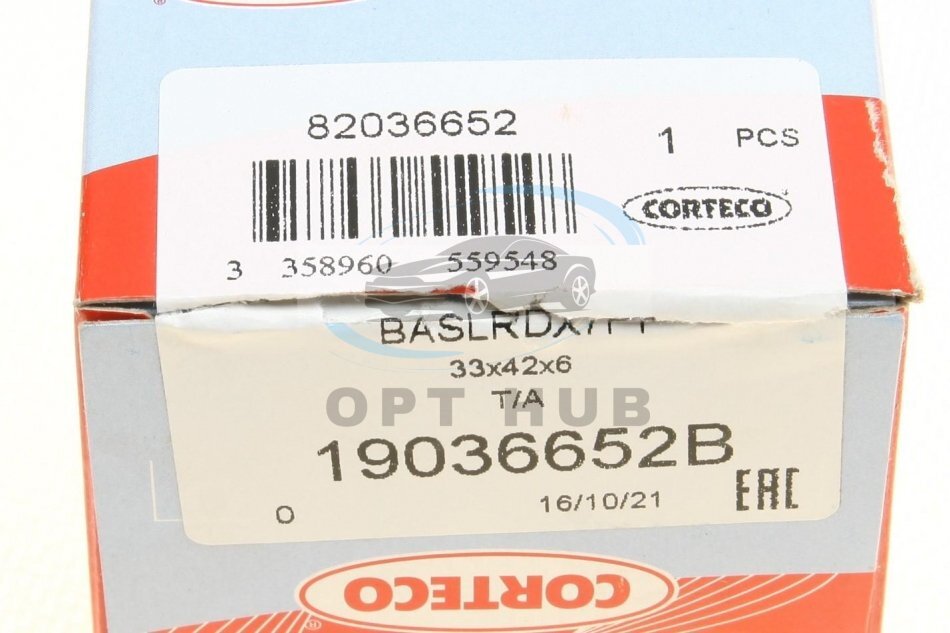 82036652
1 PCS
CORTECO
3 358960 559548
33x42x6
T/A
OPT HUB
19036652B
0 16/10/21 EAC
CORTECO